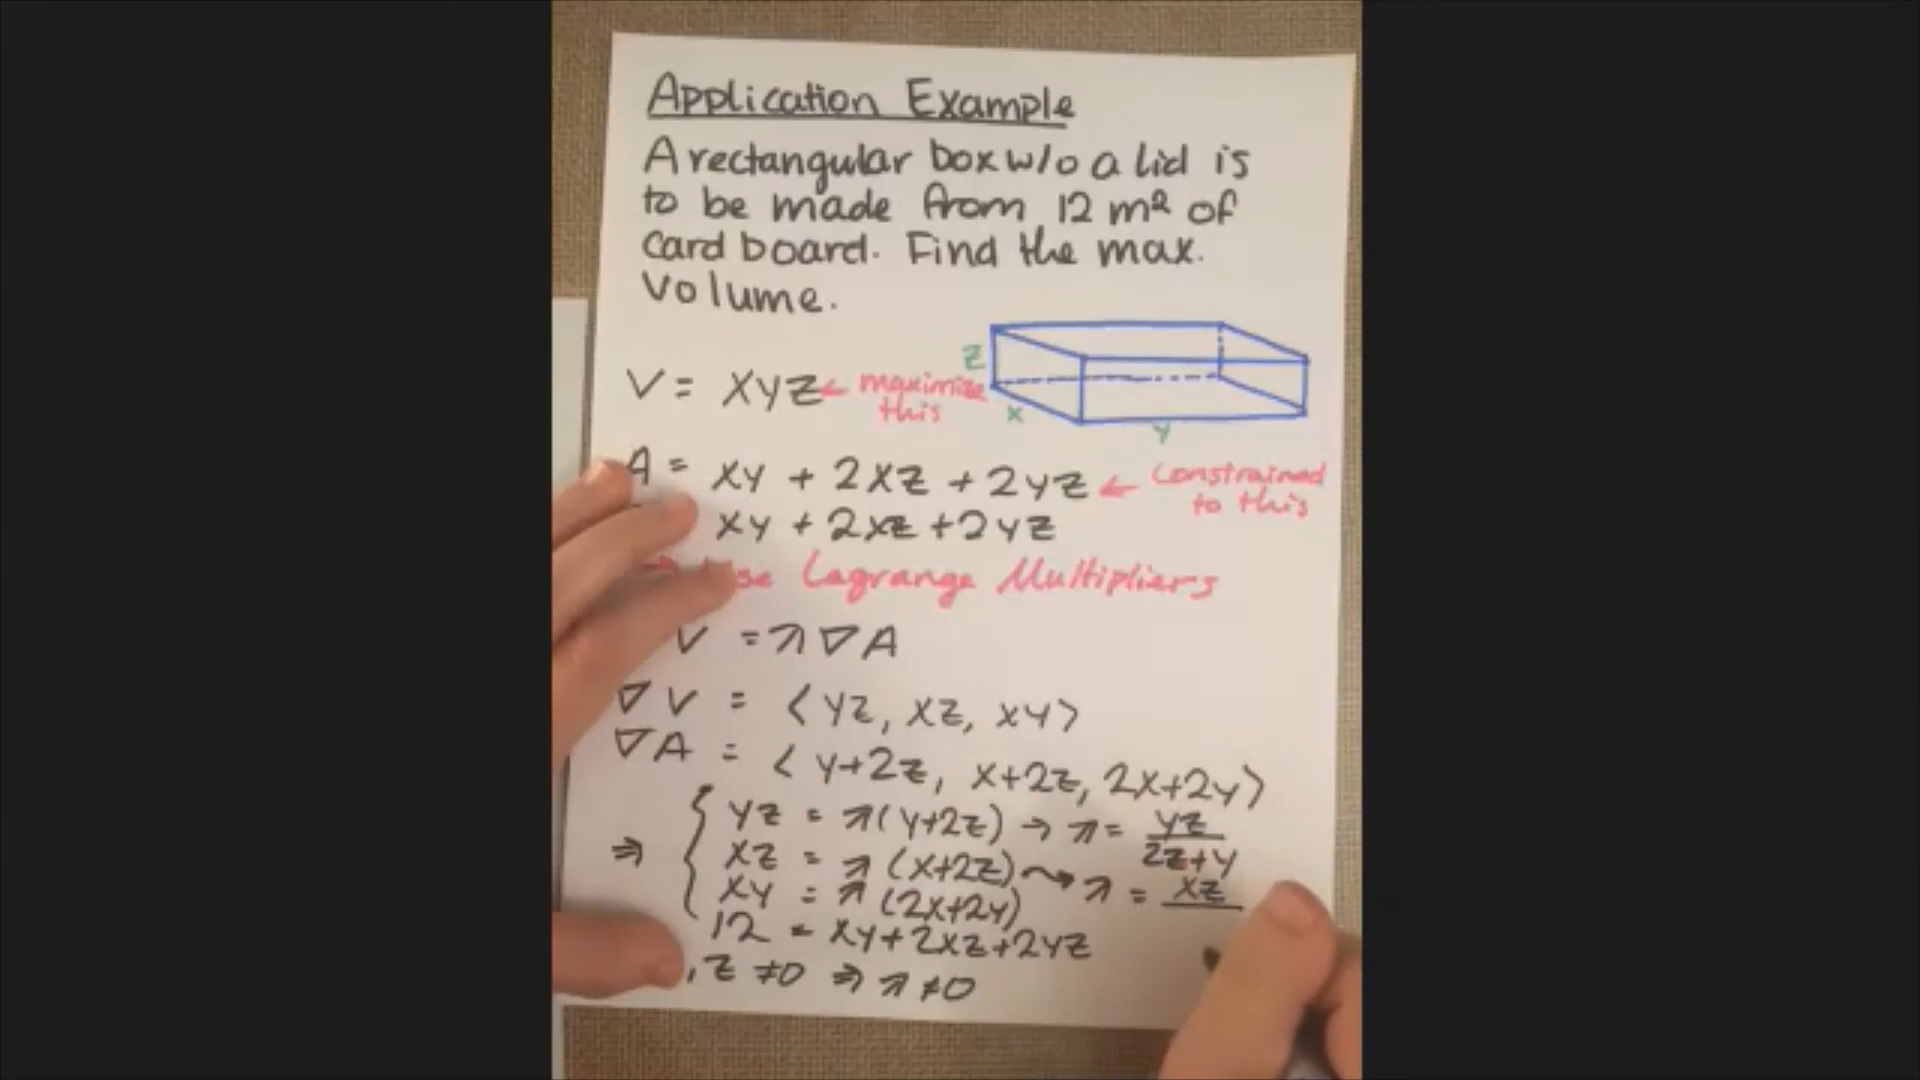 Application Example
A rectangular box w/o a lid is
to be made from 12 m² of
cardboard. Find the max.
volume.
z
V = xyz ← maximize
this
x
y
A = xy + 2xz + 2yz ← constrained
to this
xy + 2xz + 2yz
→ Use Lagrange Multipliers
V = λ∇A
∇V = ⟨yz, xz, xy⟩
∇A = ⟨y+2z, x+2z, 2x+2y⟩
⇒ { yz = λ(y+2z) → λ = yz/2z+y
xz = λ(x+2z) ⇝ λ = xz
xy = λ(2x+2y)
12 = xy+2xz+2yz
, z ≠ 0 ⇒ λ ≠ 0